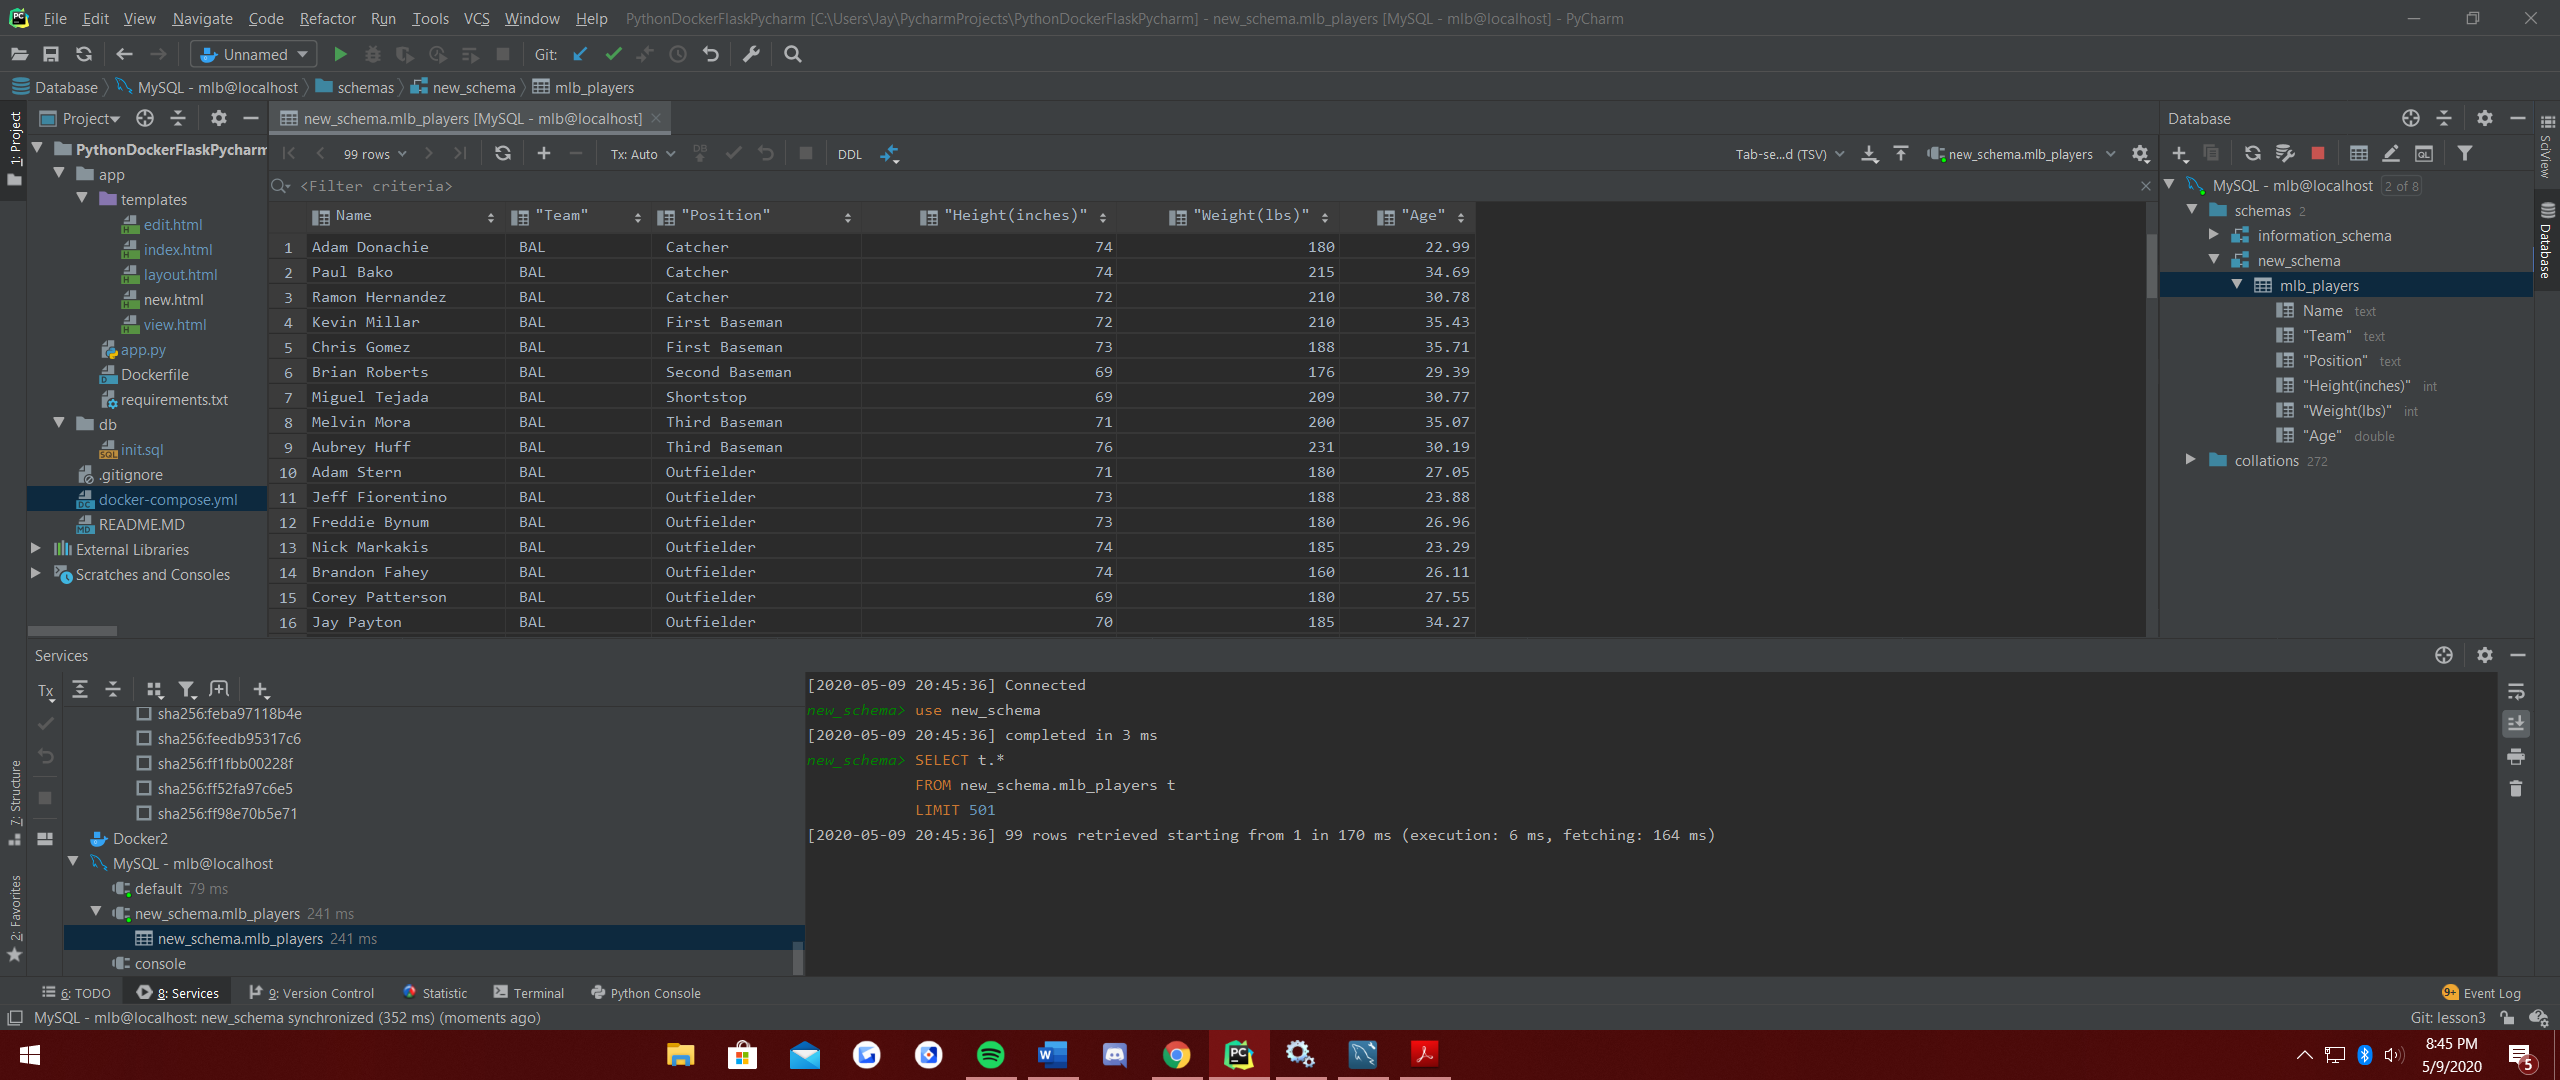 File Edit View Navigate Code Refactor Run Tools VCS Window Help PythonDockerFlaskPycharm [C:\Users\Jay\PycharmProjects\PythonDockerFlaskPycharm] - new_schema.mlb_players [MySQL - mlb@localhost] - PyCharm
Unnamed Git:
Database MySQL - mlb@localhost schemas new_schema mlb_players
1: Project
Project
PythonDockerFlaskPycharm
app
templates
edit.html
index.html
layout.html
new.html
view.html
app.py
Dockerfile
requirements.txt
db
init.sql
.gitignore
docker-compose.yml
README.MD
External Libraries
Scratches and Consoles
new_schema.mlb_players [MySQL - mlb@localhost]
99 rows Tx: Auto DB DDL Tab-se...d (TSV) new_schema.mlb_players
<Filter criteria>
Name "Team" "Position" "Height(inches)" "Weight(lbs)" "Age"
1 Adam Donachie BAL Catcher 74 180 22.99
2 Paul Bako BAL Catcher 74 215 34.69
3 Ramon Hernandez BAL Catcher 72 210 30.78
4 Kevin Millar BAL First Baseman 72 210 35.43
5 Chris Gomez BAL First Baseman 73 188 35.71
6 Brian Roberts BAL Second Baseman 69 176 29.39
7 Miguel Tejada BAL Shortstop 69 209 30.77
8 Melvin Mora BAL Third Baseman 71 200 35.07
9 Aubrey Huff BAL Third Baseman 76 231 30.19
10 Adam Stern BAL Outfielder 71 180 27.05
11 Jeff Fiorentino BAL Outfielder 73 188 23.88
12 Freddie Bynum BAL Outfielder 73 180 26.96
13 Nick Markakis BAL Outfielder 74 185 23.29
14 Brandon Fahey BAL Outfielder 74 160 26.11
15 Corey Patterson BAL Outfielder 69 180 27.55
16 Jay Payton BAL Outfielder 70 185 34.27
Database
QL
MySQL - mlb@localhost 2 of 8
schemas 2
information_schema
new_schema
mlb_players
Name text
"Team" text
"Position" text
"Height(inches)" int
"Weight(lbs)" int
"Age" double
collations 272
SciView
Database
Services
Tx
sha256:feba97118b4e
sha256:feedb95317c6
sha256:ff1fbb00228f
sha256:ff52fa97c6e5
sha256:ff98e70b5e71
Docker2
MySQL - mlb@localhost
default 79 ms
new_schema.mlb_players 241 ms
new_schema.mlb_players 241 ms
console
7: Structure
2: Favorites
[2020-05-09 20:45:36] Connected
new_schema> use new_schema
[2020-05-09 20:45:36] completed in 3 ms
new_schema> SELECT t.*
FROM new_schema.mlb_players t
LIMIT 501
[2020-05-09 20:45:36] 99 rows retrieved starting from 1 in 170 ms (execution: 6 ms, fetching: 164 ms)
6: TODO 8: Services 9: Version Control Statistic Terminal Python Console 9+ Event Log
MySQL - mlb@localhost: new_schema synchronized (352 ms) (moments ago) Git: lesson3
8:45 PM
5/9/2020
5